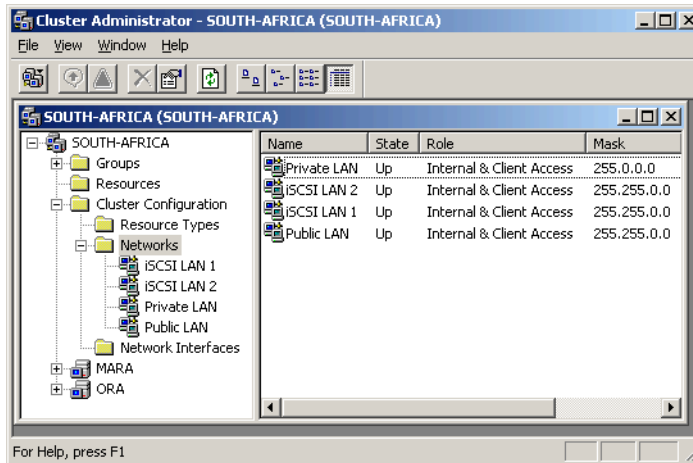 Cluster Administrator - SOUTH-AFRICA (SOUTH-AFRICA)
File View Window Help
SOUTH-AFRICA (SOUTH-AFRICA)
SOUTH-AFRICA
Groups
Resources
Cluster Configuration
Resource Types
Networks
iSCSI LAN 1
iSCSI LAN 2
Private LAN
Public LAN
Network Interfaces
MARA
ORA
Name State Role Mask
Private LAN Up Internal & Client Access 255.0.0.0
iSCSI LAN 2 Up Internal & Client Access 255.255.0.0
iSCSI LAN 1 Up Internal & Client Access 255.255.0.0
Public LAN Up Internal & Client Access 255.255.0.0
For Help, press F1